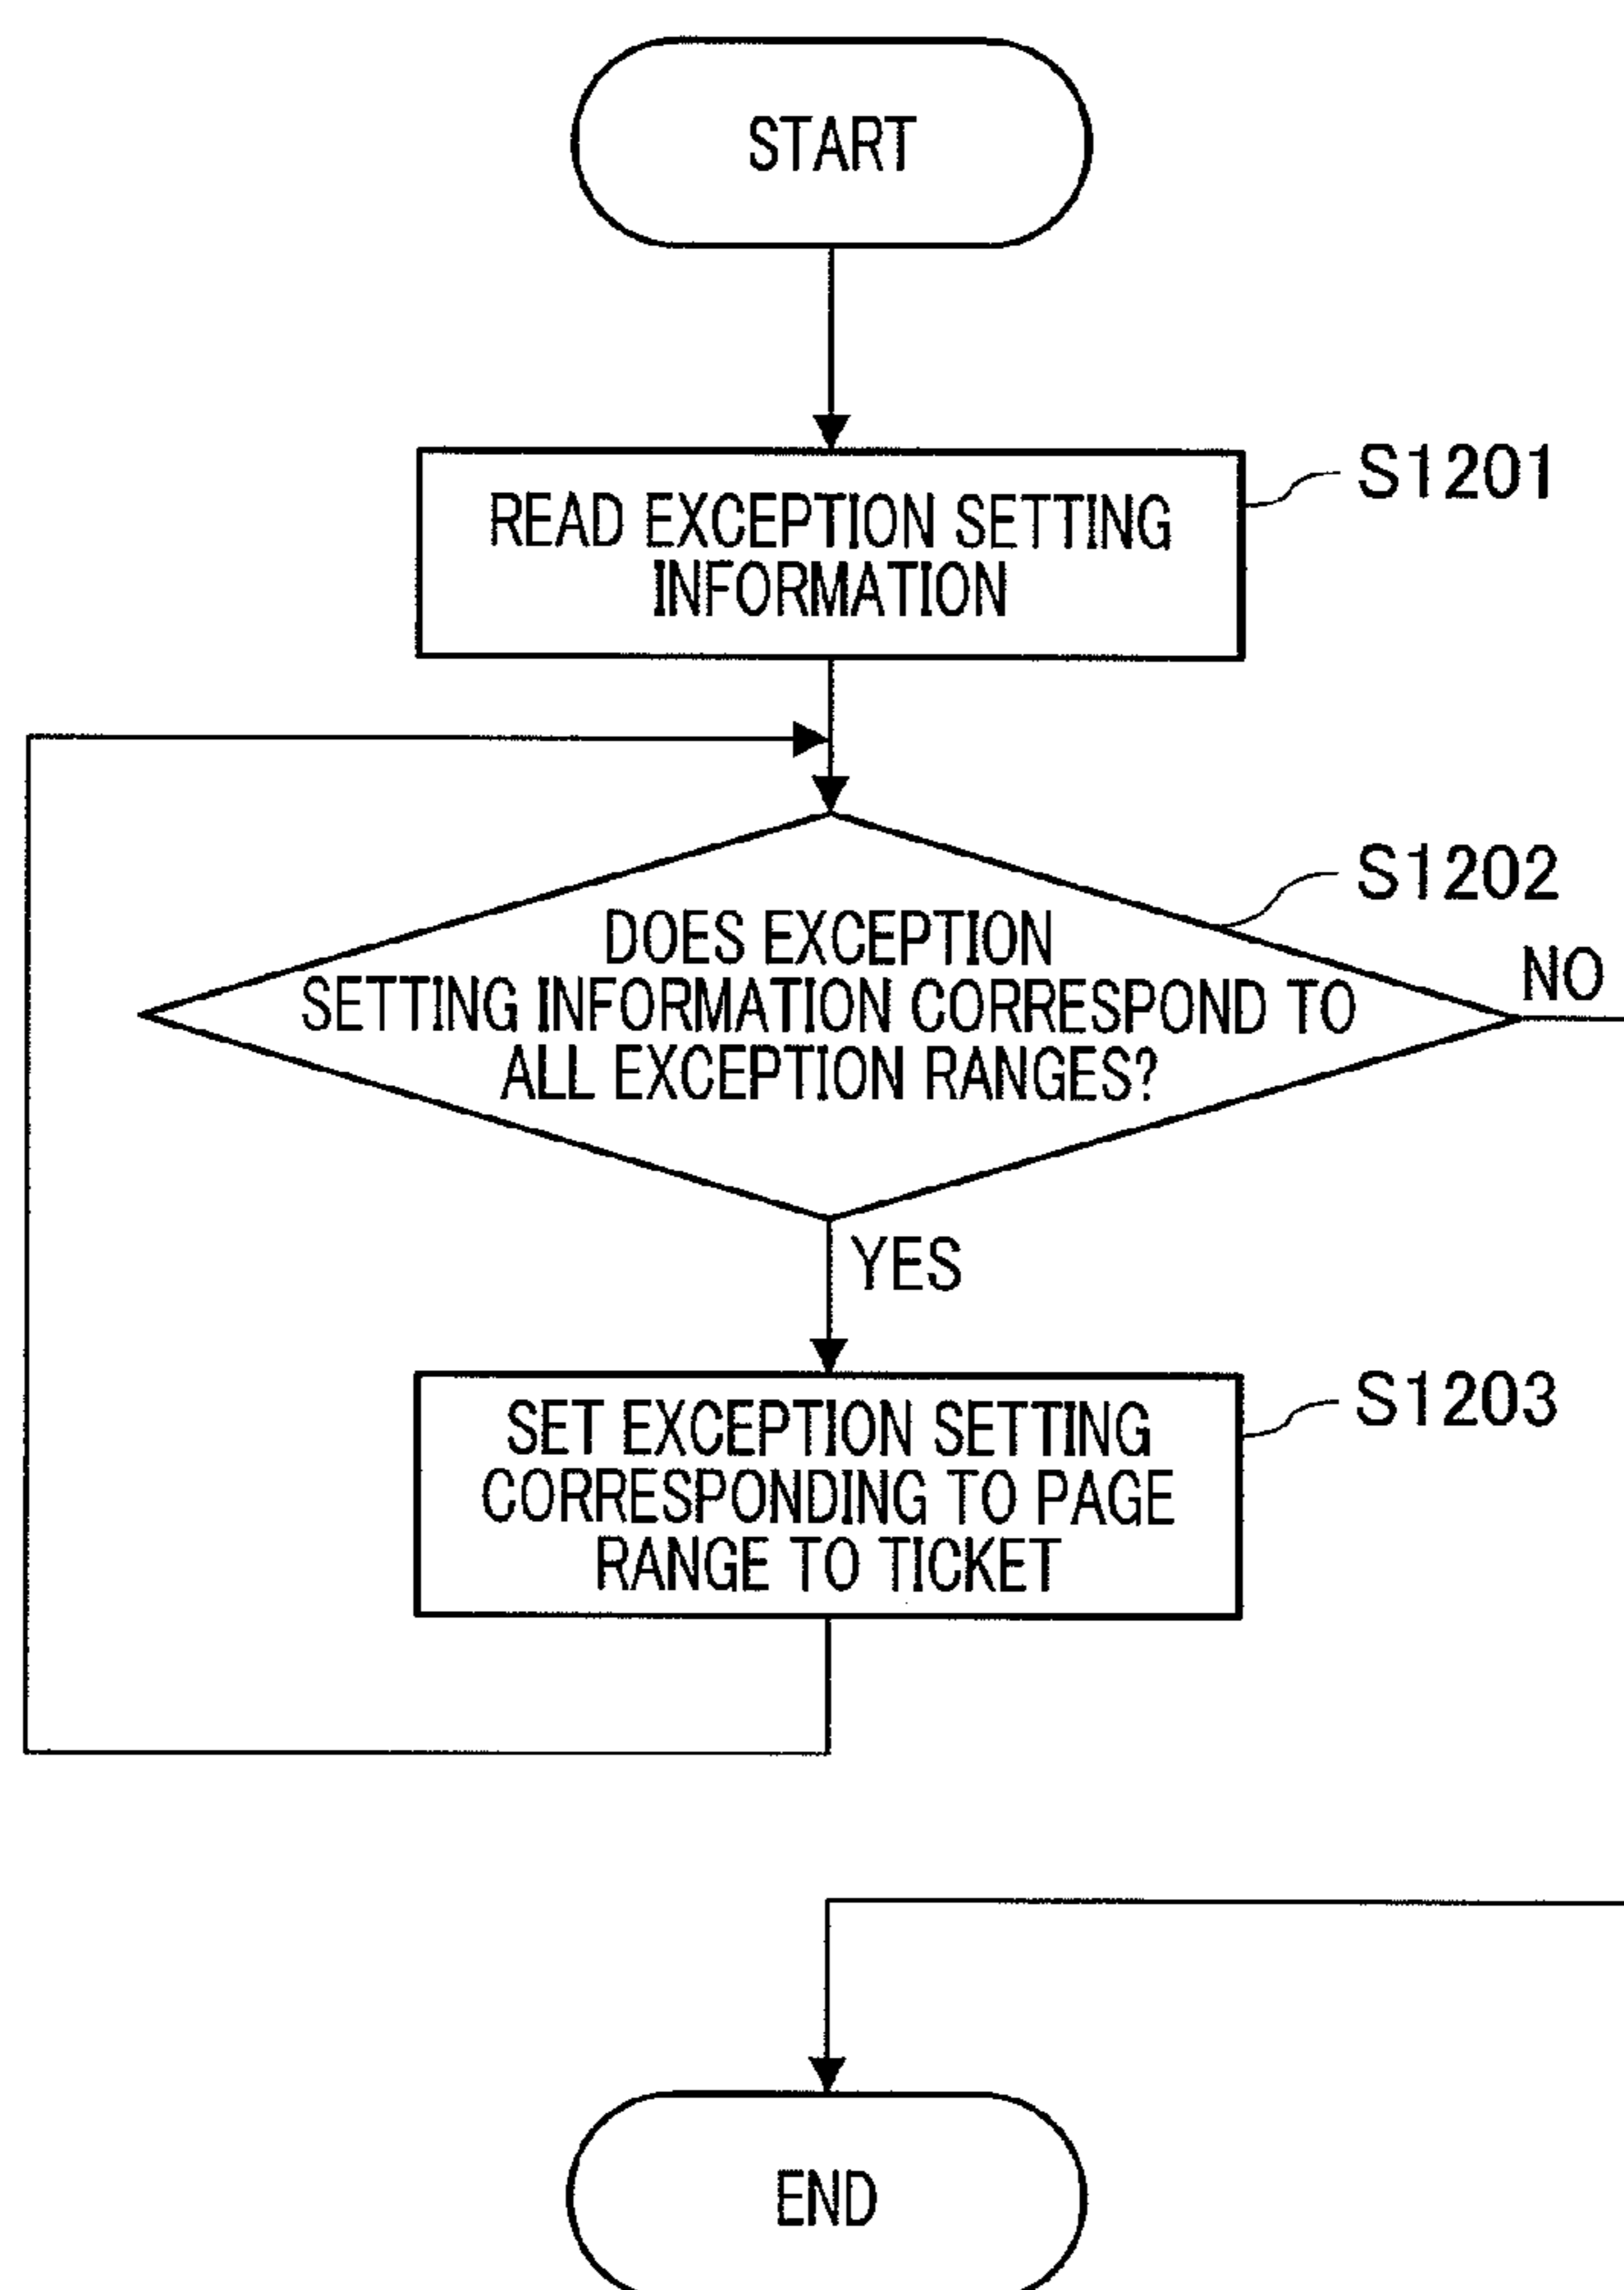 START
READ EXCEPTION SETTING
INFORMATION
S1201
DOES EXCEPTION
SETTING INFORMATION CORRESPOND TO
ALL EXCEPTION RANGES?
S1202
NO
YES
SET EXCEPTION SETTING
CORRESPONDING TO PAGE
RANGE TO TICKET
S1203
END